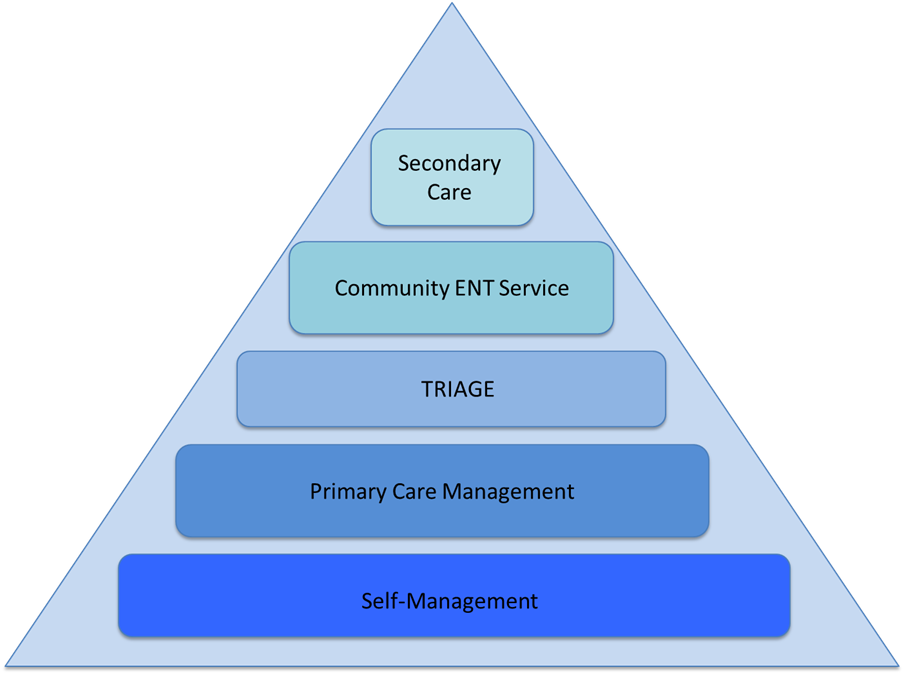 Secondary
Care
Community ENT Service
TRIAGE
Primary Care Management
Self-Management